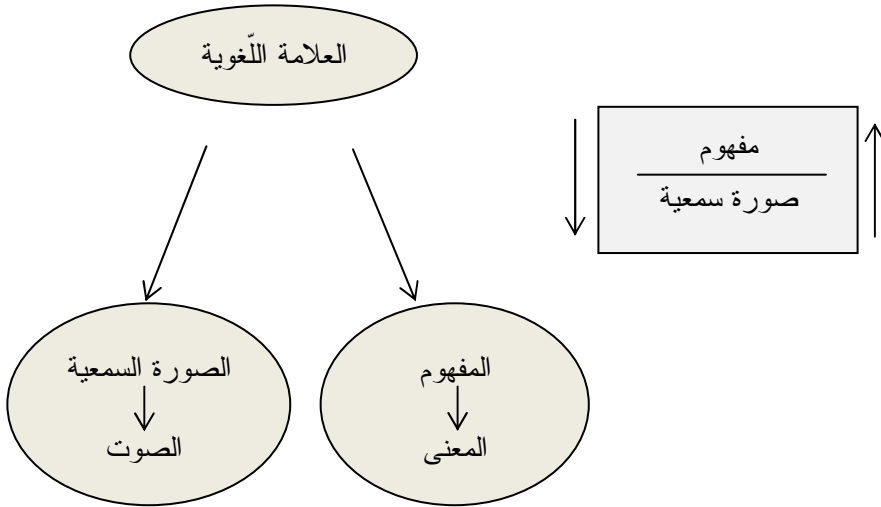 العلامة اللّغوية
مفهوم
صورة سمعية
المفهوم
المعنى
الصورة السمعية
الصوت